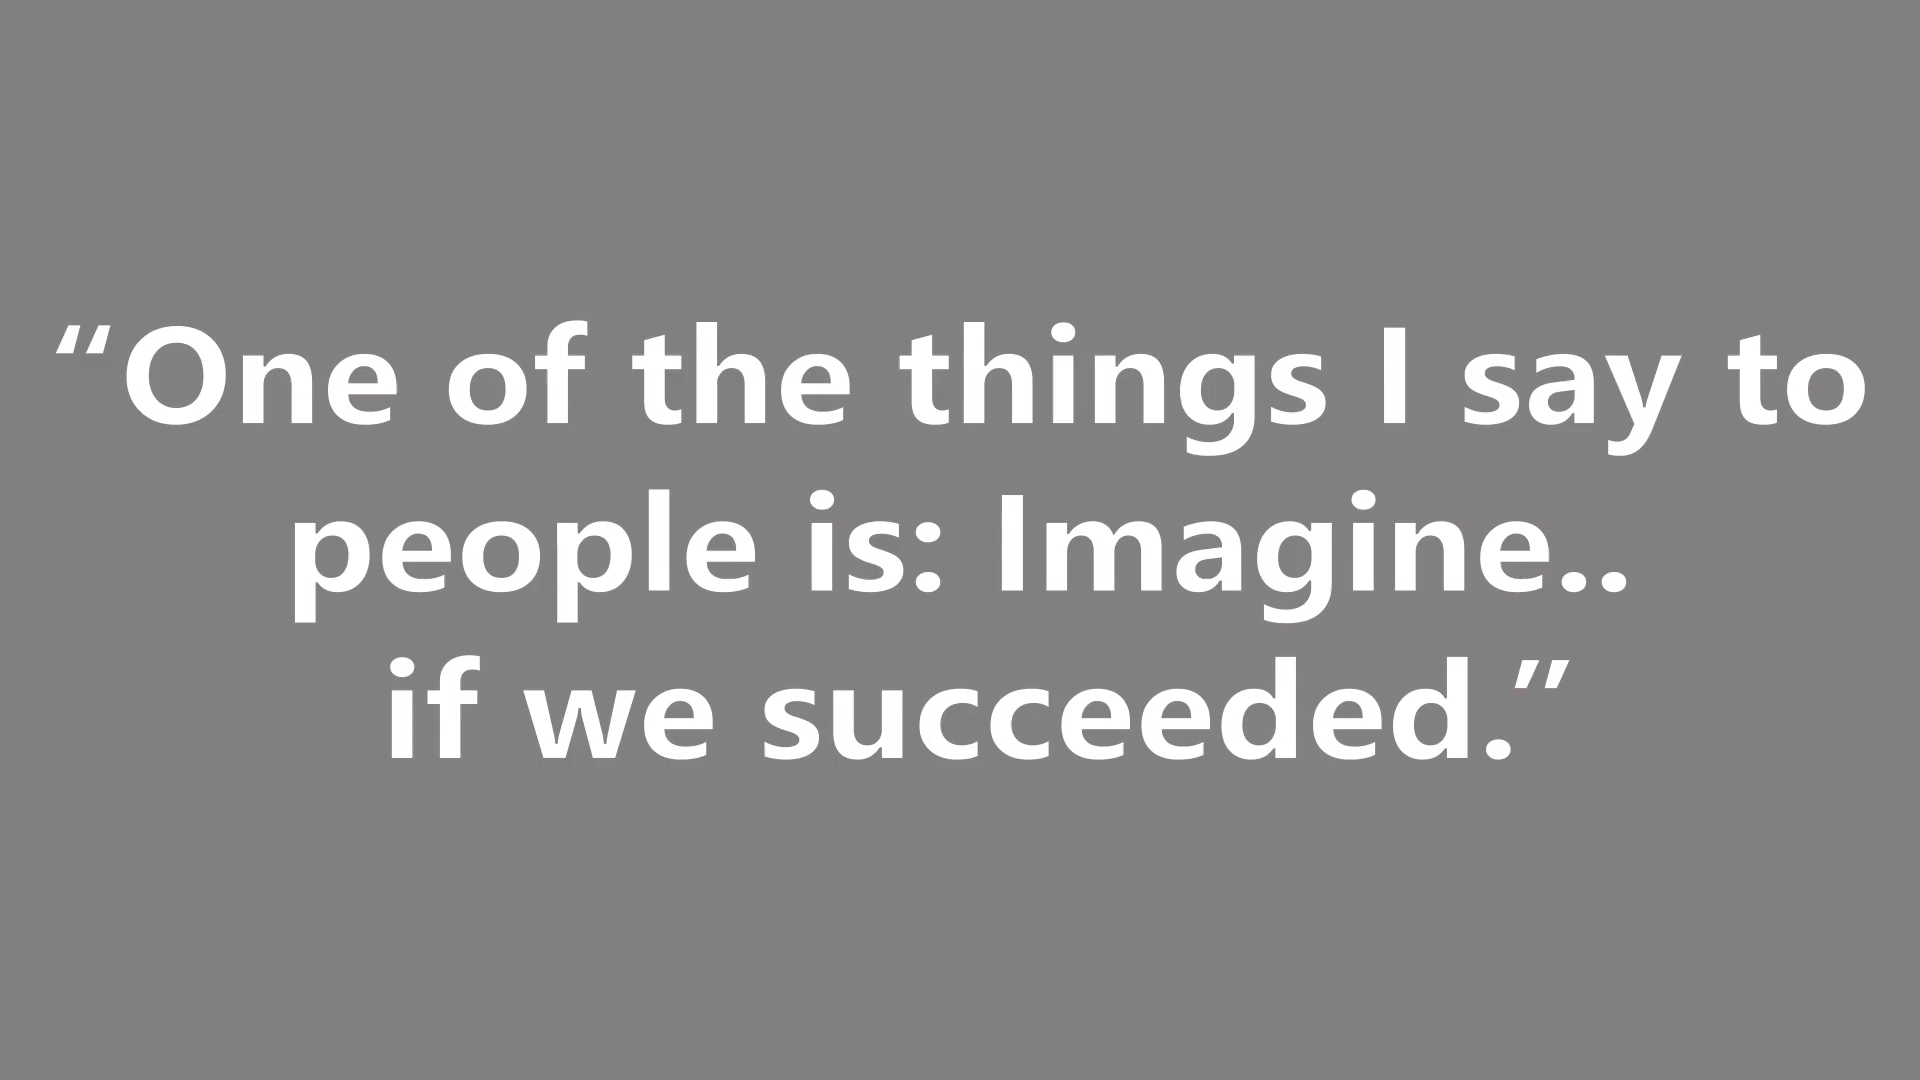 “One of the things I say to
people is: Imagine..
if we succeeded.”